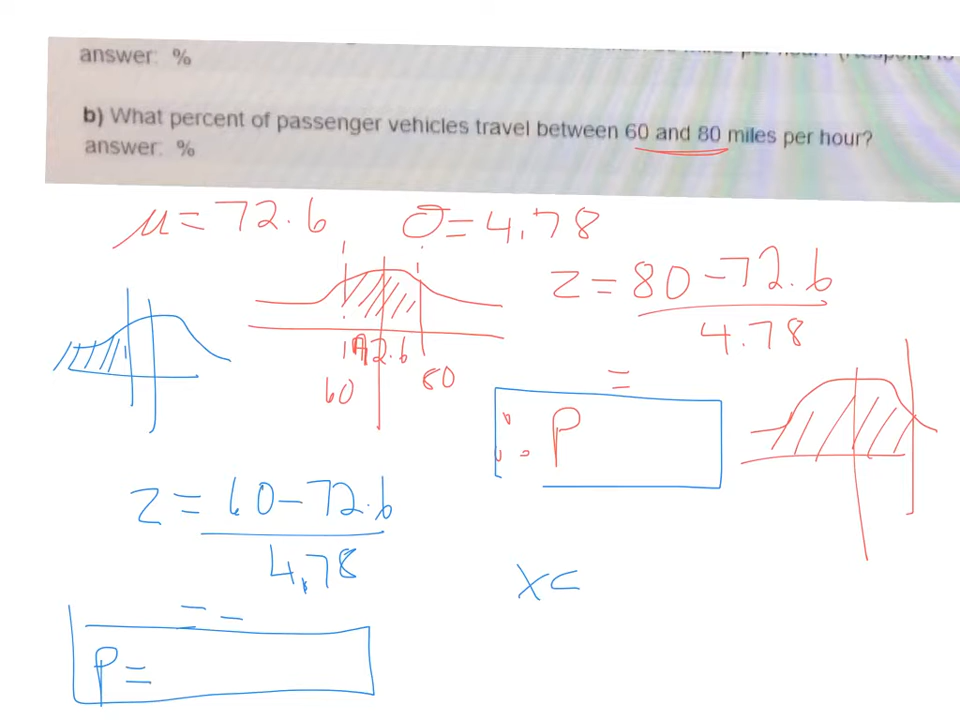 answer: %
b) What percent of passenger vehicles travel between 60 and 80 miles per hour?
answer: %
μ = 72.6 σ = 4.78
z = 80 - 72.6
4.78
=
72.6
60
80
∴ P
z = 60 - 72.6
4.78
= -
P =
x <